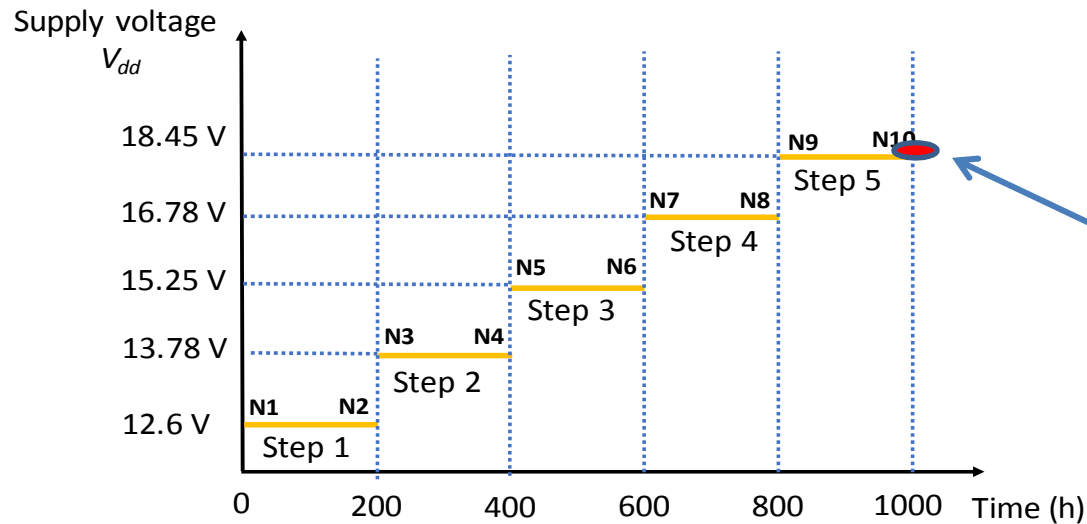 Supply voltage
Vdd
18.45 V
N9 N10
Step 5
16.78 V
N7 N8
Step 4
15.25 V
N5 N6
Step 3
13.78 V
N3 N4
Step 2
12.6 V
N1 N2
Step 1
0 200 400 600 800 1000 Time (h)